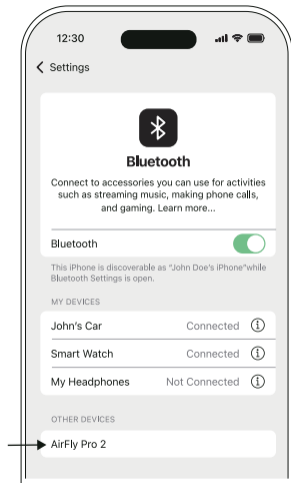 12:30
Settings
Bluetooth
Connect to accessories you can use for activities
such as streaming music, making phone calls,
and gaming. Learn more...
Bluetooth
This iPhone is discoverable as "John Doe's iPhone"while
Bluetooth Settings is open.
MY DEVICES
John's Car Connected
Smart Watch Connected
My Headphones Not Connected
OTHER DEVICES
AirFly Pro 2